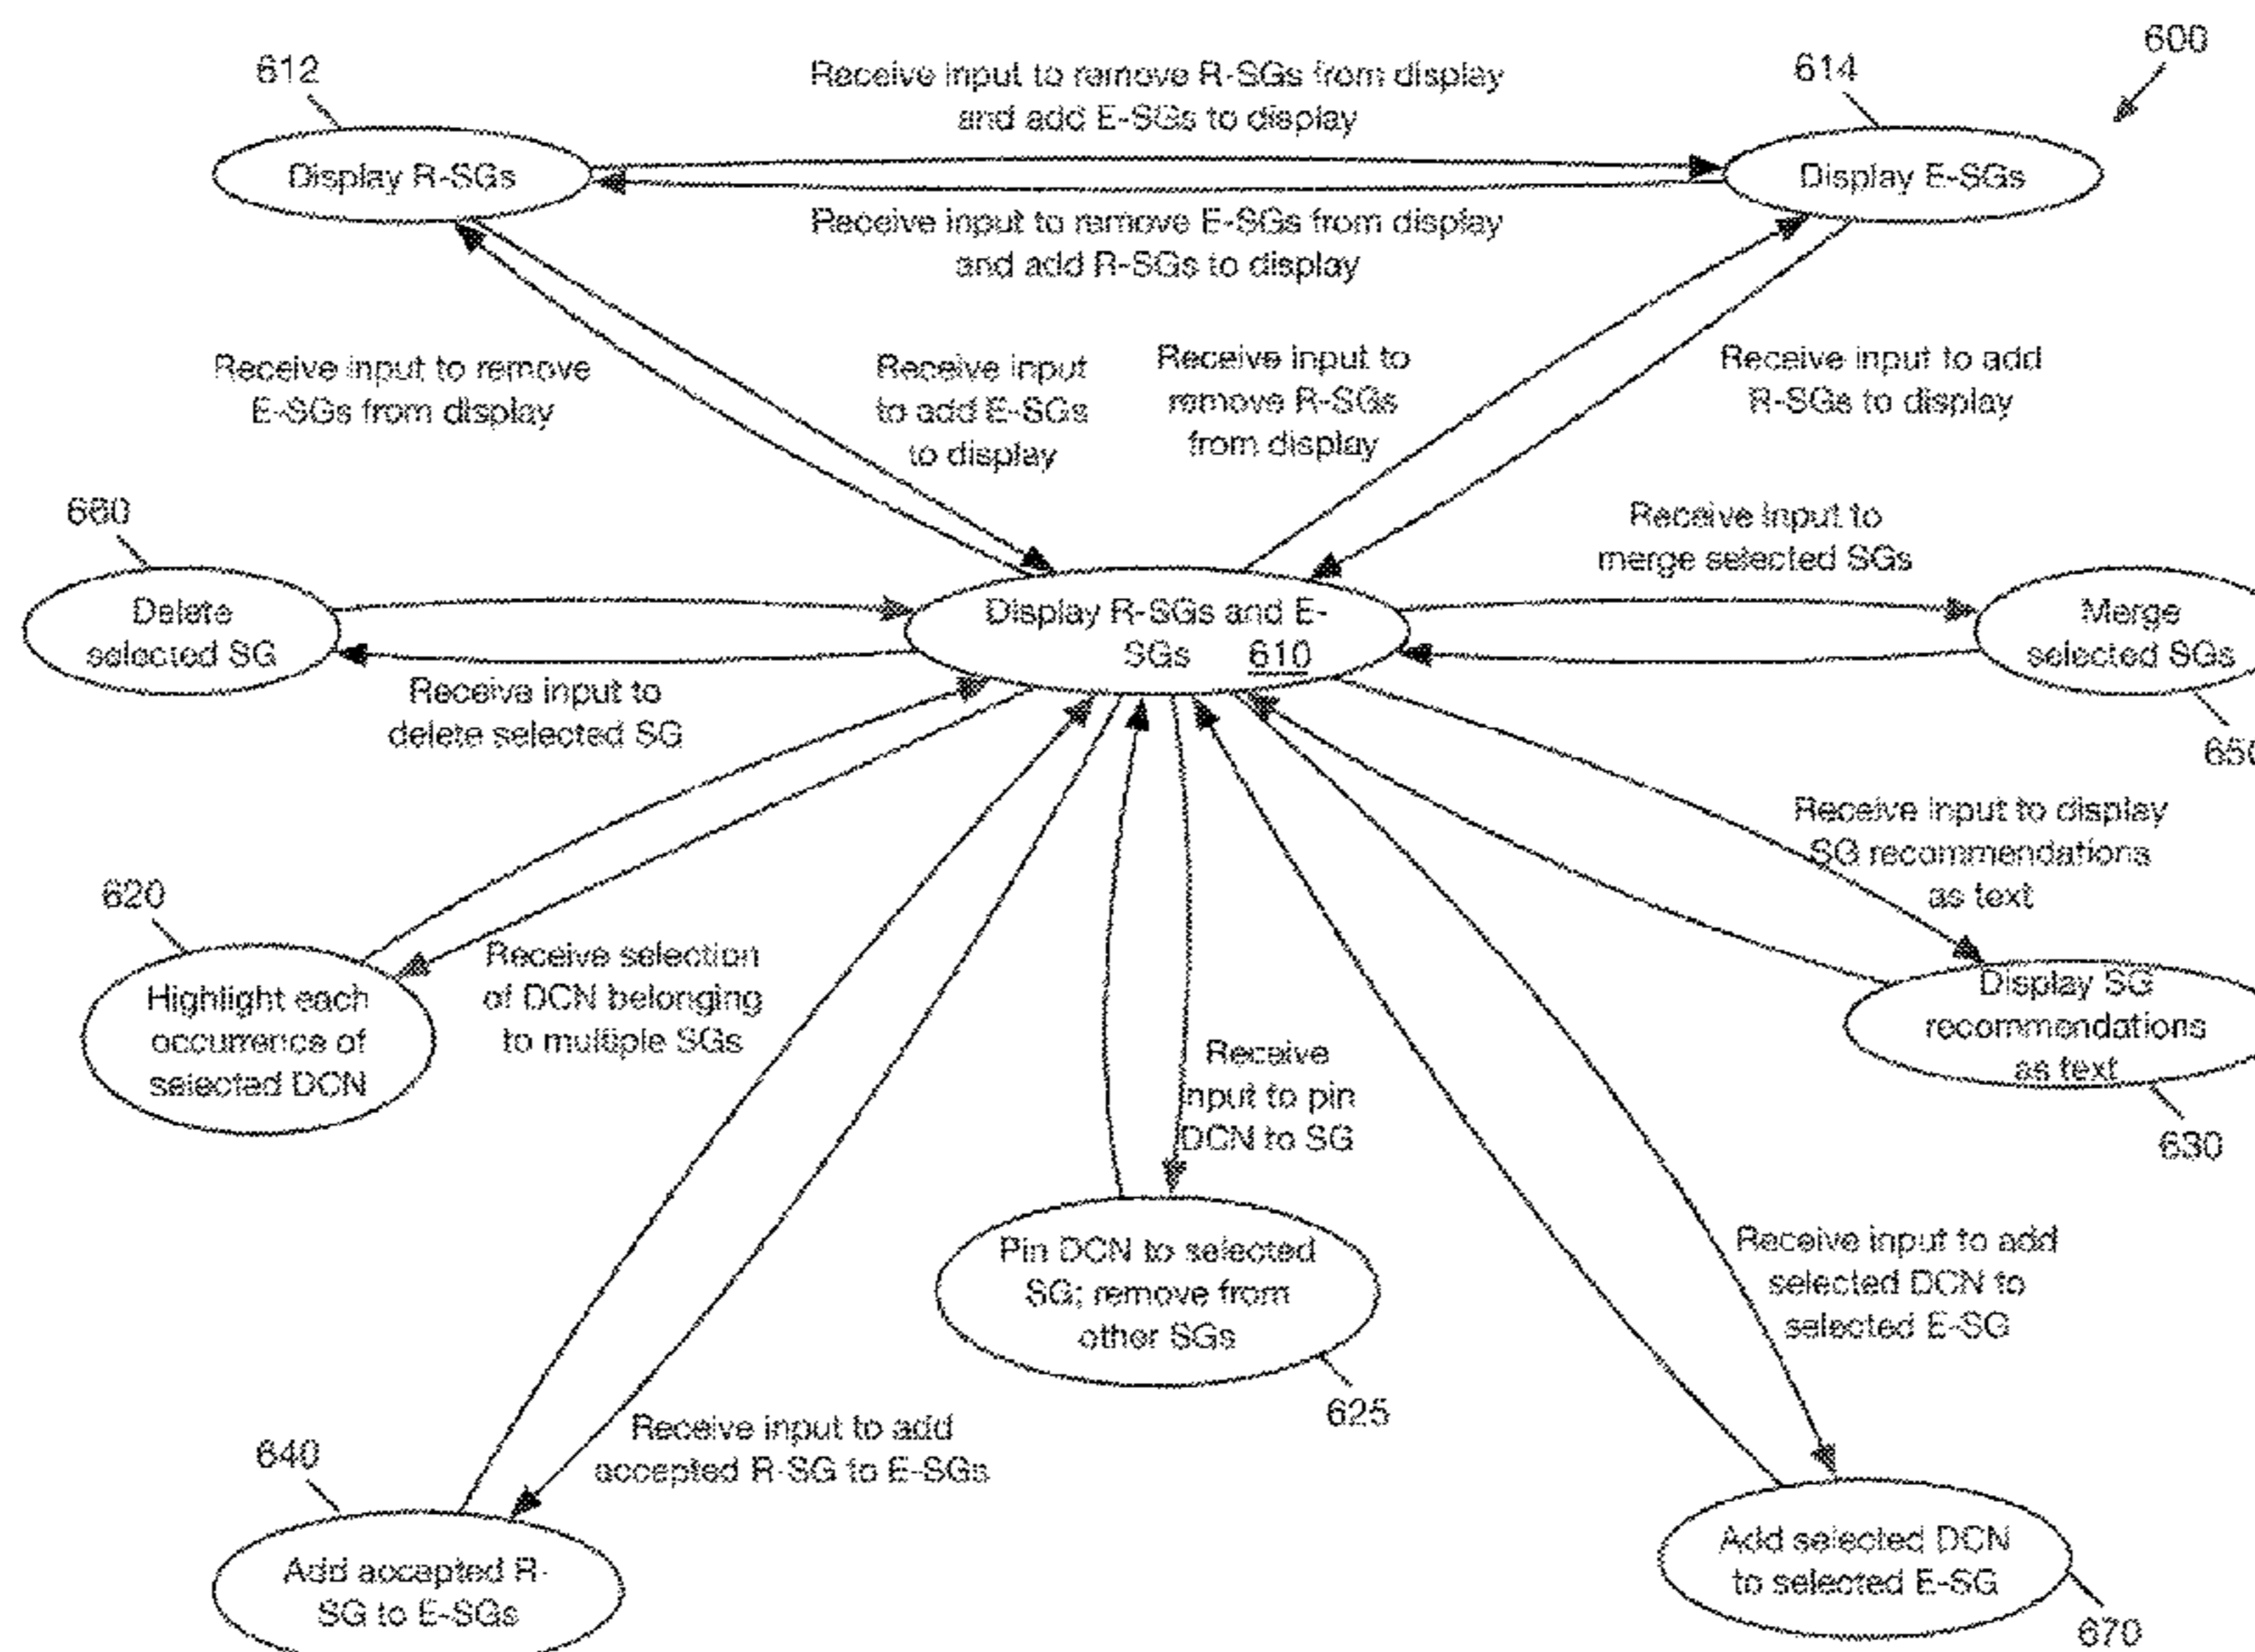 600
612
614
Receive input to remove R-SGs from display
and add E-SGs to display
Display R-SGs
Display E-SGs
Receive input to remove E-SGs from display
and add R-SGs to display
Receive input to remove
E-SGs from display
Receive input
to add E-SGs
to display
Receive input to
remove R-SGs
from display
Receive input to add
R-SGs to display
660
Receive input to
merge selected SGs
Delete
selected SG
Display R-SGs and E-
SGs 610
Merge
selected SGs
Receive input to
delete selected SG
650
Receive input to display
SG recommendations
as text
620
Highlight each
occurrence of
selected DCN
Receive selection
of DCN belonging
to multiple SGs
Display SG
recommendations
as text
630
Receive
input to pin
DCN to SG
Pin DCN to selected
SG; remove from
other SGs
625
Receive input to add
selected DCN to
selected E-SG
Receive input to add
accepted R-SG to E-SGs
640
Add accepted R-
SG to E-SGs
Add selected DCN
to selected E-SG
670